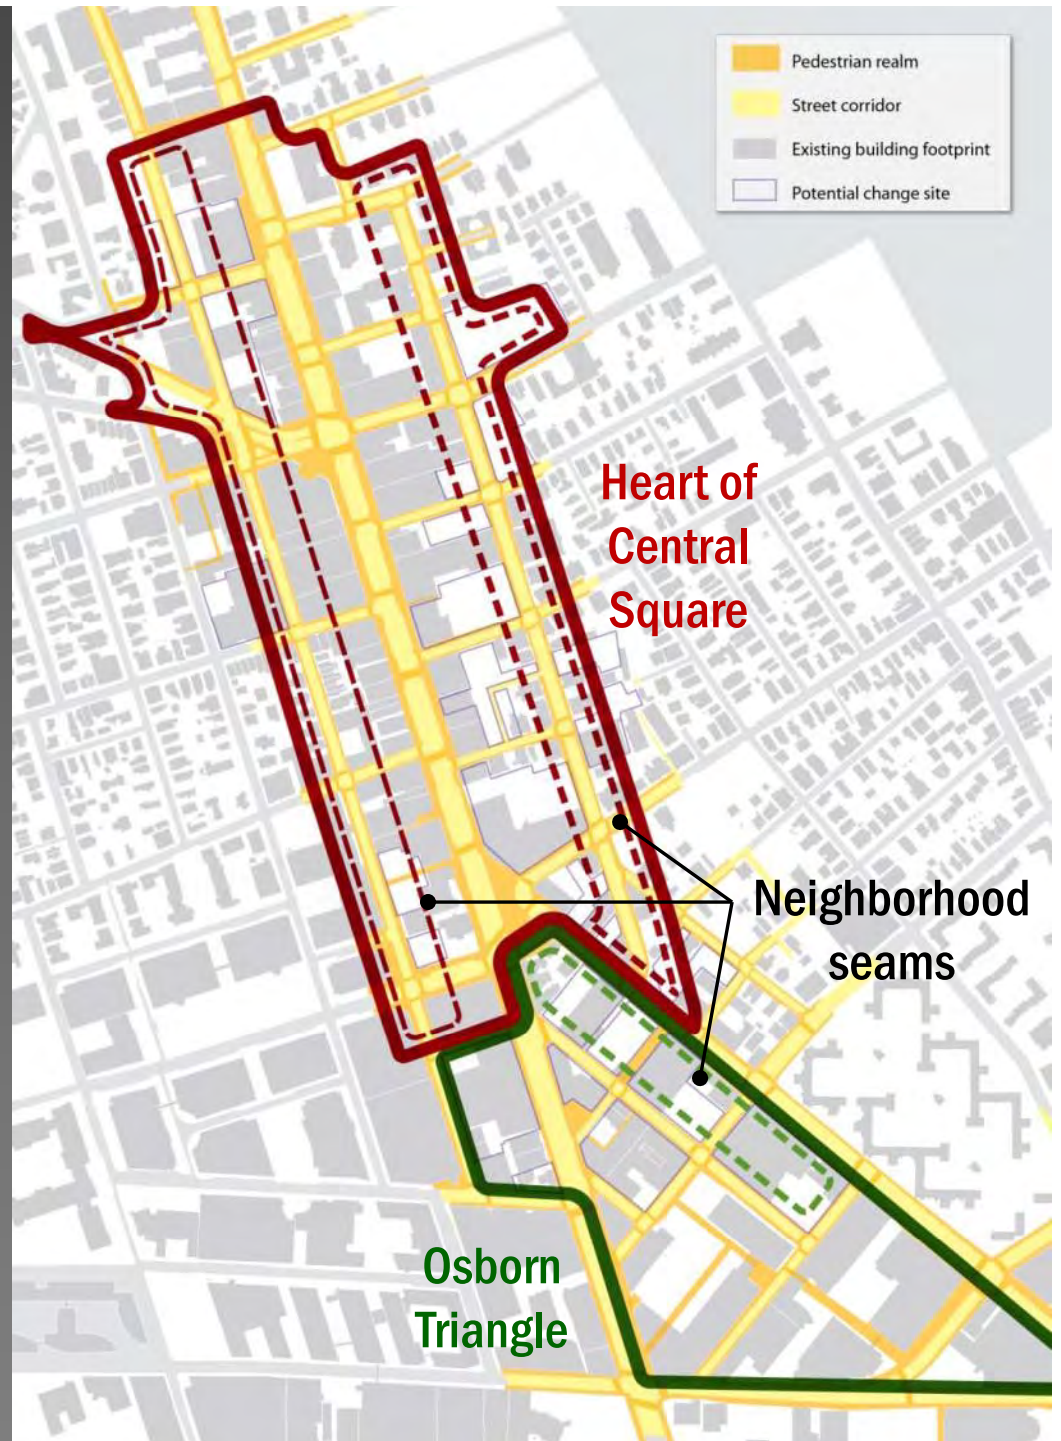 Pedestrian realm
Street corridor
Existing building footprint
Potential change site
Heart of
Central
Square
Neighborhood
seams
Osborn
Triangle